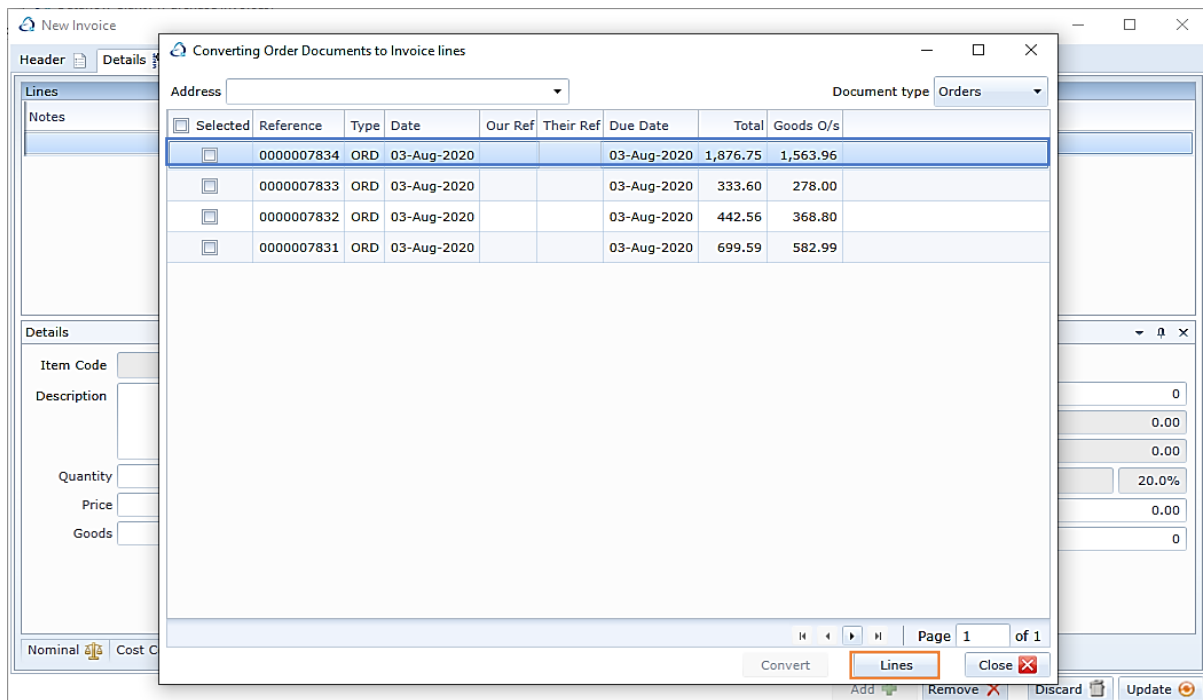 New Invoice
Converting Order Documents to Invoice lines
Header Details
Address Document type Orders
Lines
Notes
Selected Reference Type Date Our Ref Their Ref Due Date Total Goods O/s
0000007834 ORD 03-Aug-2020 03-Aug-2020 1,876.75 1,563.96
0000007833 ORD 03-Aug-2020 03-Aug-2020 333.60 278.00
0000007832 ORD 03-Aug-2020 03-Aug-2020 442.56 368.80
0000007831 ORD 03-Aug-2020 03-Aug-2020 699.59 582.99
Details
Item Code
Description 0
0.00
0.00
Quantity 20.0%
Price 0.00
Goods 0
Page 1 of 1
Nominal Cost C
Convert Lines Close
Add Remove Discard Update